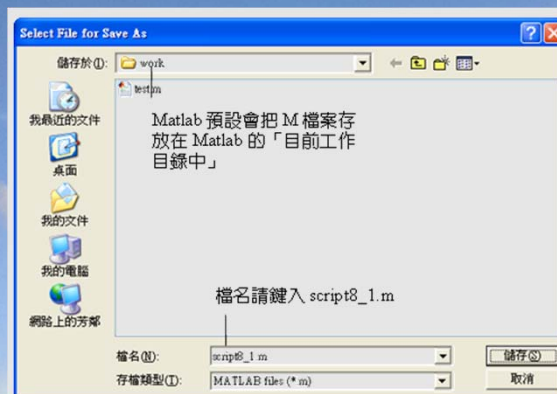 Select File for Save As
儲存於(I):
work
test.m
我最近的文件
桌面
我的文件
我的電腦
網路上的芳鄰
Matlab 預設會把 M 檔案存
放在 Matlab 的「目前工作
目錄中」
檔名請鍵入 script8_1.m
檔名(N):
script8_1.m
儲存(S)
存檔類型(T):
MATLAB files (*.m)
取消